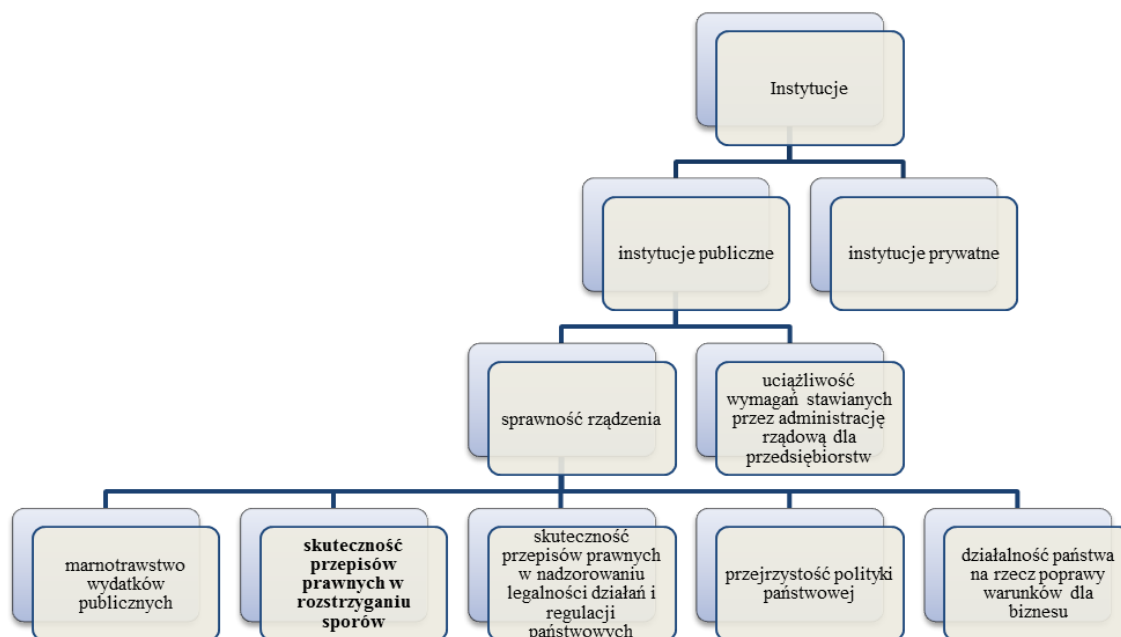 Instytucje
instytucje publiczne
instytucje prywatne
sprawność rządzenia
uciążliwość
wymagań stawianych
przez administrację
rządową dla
przedsiębiorstw
marnotrawstwo
wydatków
publicznych
skuteczność
przepisów
prawnych w
rozstrzyganiu
sporów
skuteczność
przepisów prawnych
w nadzorowaniu
legalności działań i
regulacji
państwowych
przejrzystość polityki
państwowej
działalność państwa
na rzecz poprawy
warunków dla
biznesu